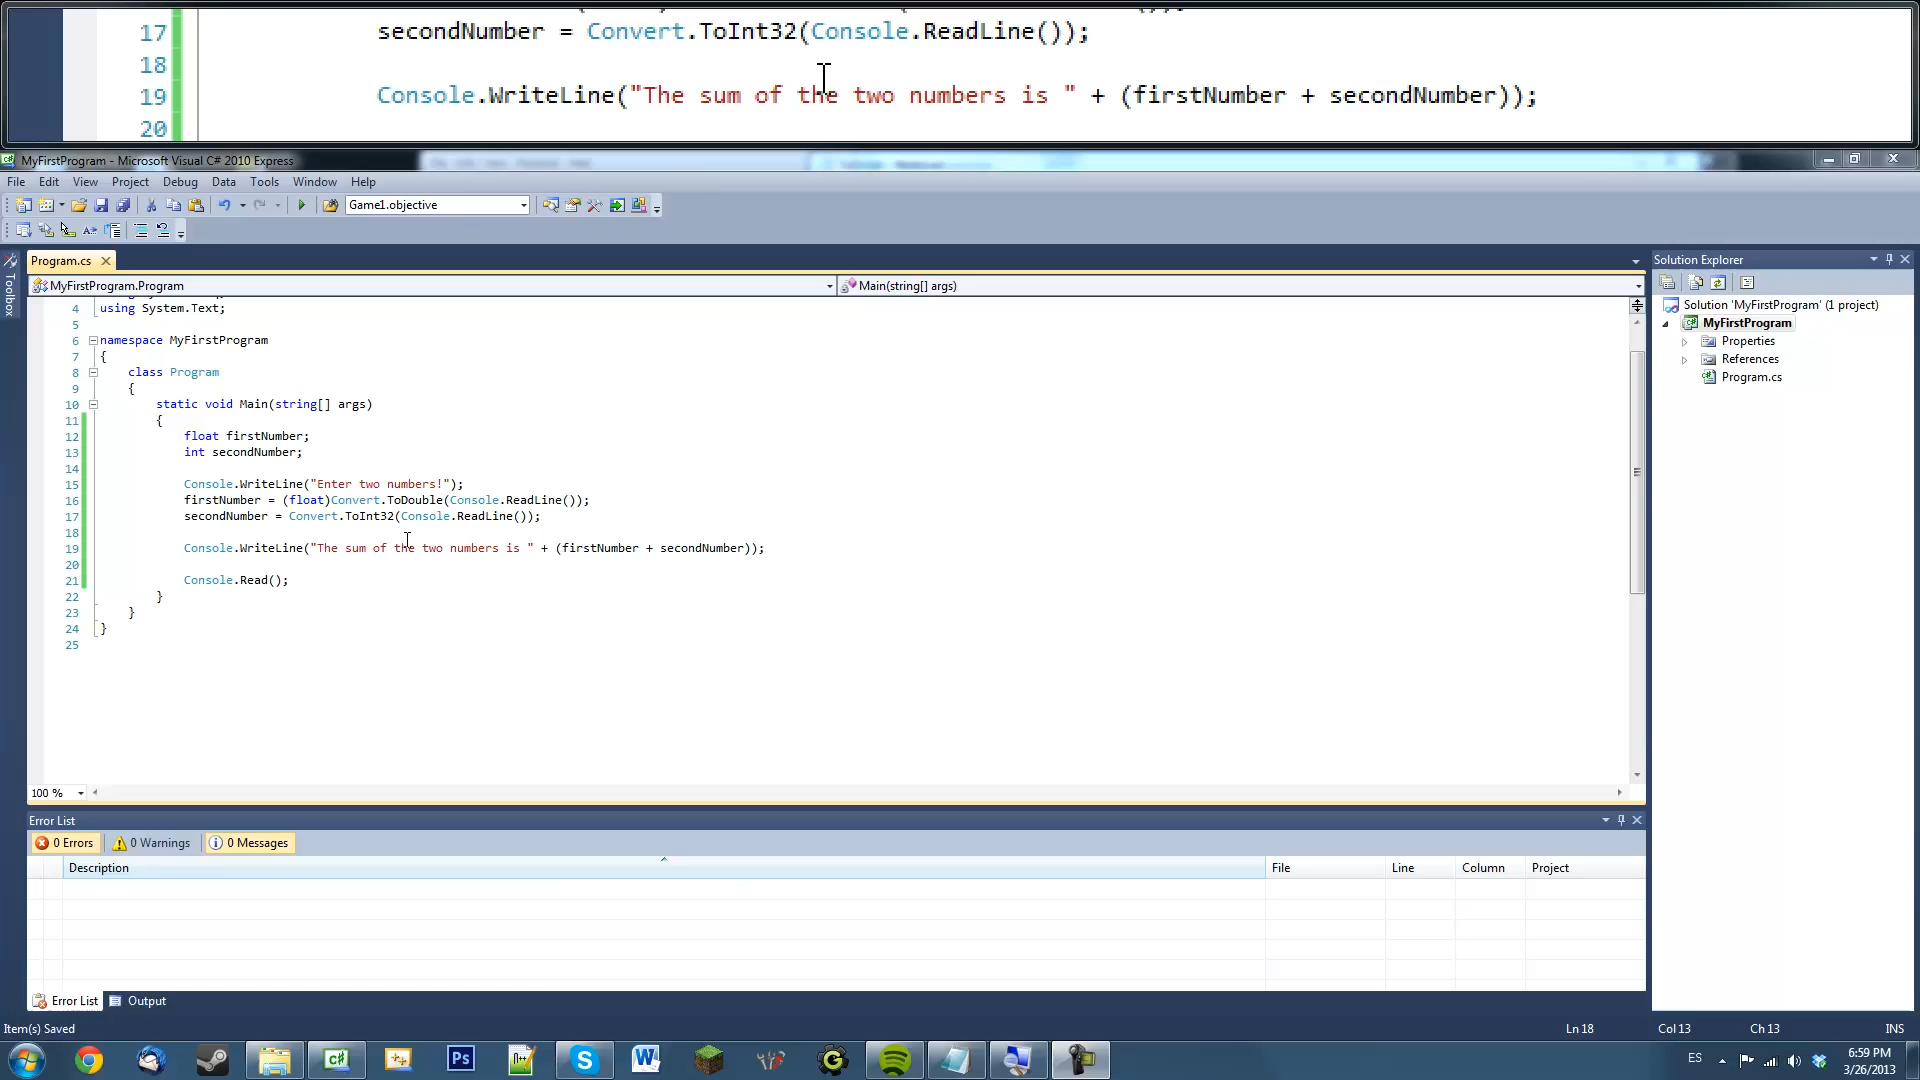 17 secondNumber = Convert.ToInt32(Console.ReadLine());
18
19 Console.WriteLine("The sum of the two numbers is " + (firstNumber + secondNumber));
20
MyFirstProgram - Microsoft Visual C# 2010 Express
File Edit View Project Debug Data Tools Window Help
Game1.objective
Toolbox
Program.cs
MyFirstProgram.Program
Main(string[] args)
4 using System.Text;
5
6 namespace MyFirstProgram
7 {
8 class Program
9 {
10 static void Main(string[] args)
11 {
12 float firstNumber;
13 int secondNumber;
14
15 Console.WriteLine("Enter two numbers!");
16 firstNumber = (float)Convert.ToDouble(Console.ReadLine());
17 secondNumber = Convert.ToInt32(Console.ReadLine());
18
19 Console.WriteLine("The sum of the two numbers is " + (firstNumber + secondNumber));
20
21 Console.Read();
22 }
23 }
24 }
25
100 %
Solution Explorer
Solution 'MyFirstProgram' (1 project)
MyFirstProgram
Properties
References
Program.cs
Error List
0 Errors 0 Warnings 0 Messages
Description File Line Column Project
Error List Output
Item(s) Saved Ln 18 Col 13 Ch 13 INS
Ps
W
ES
6:59 PM
3/26/2013